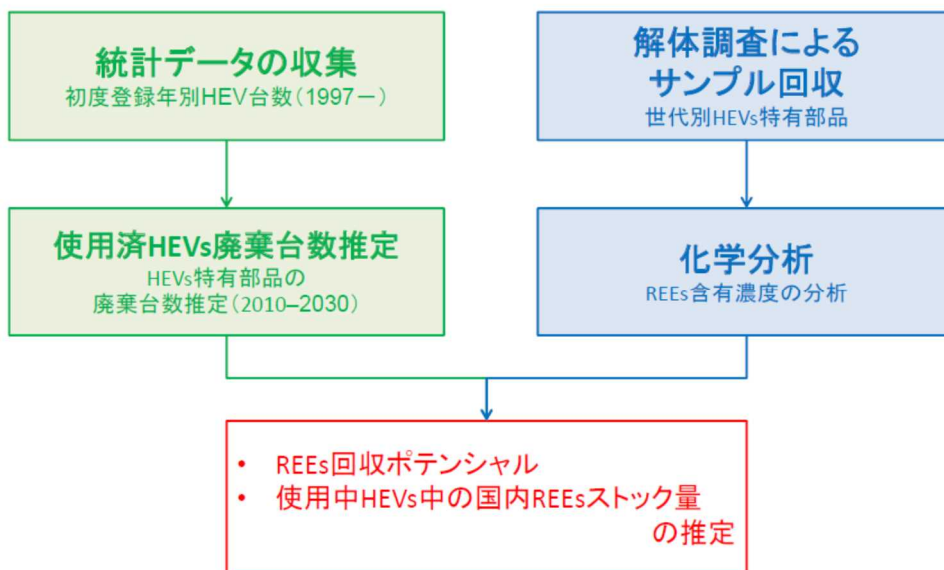 統計データの収集
初度登録年別HEV台数(1997－)
解体調査による
サンプル回収
世代別HEVs特有部品
使用済HEVs廃棄台数推定
HEVs特有部品の
廃棄台数推定(2010–2030)
化学分析
REEs含有濃度の分析
• REEs回収ポテンシャル
• 使用中HEVs中の国内REEsストック量
の推定